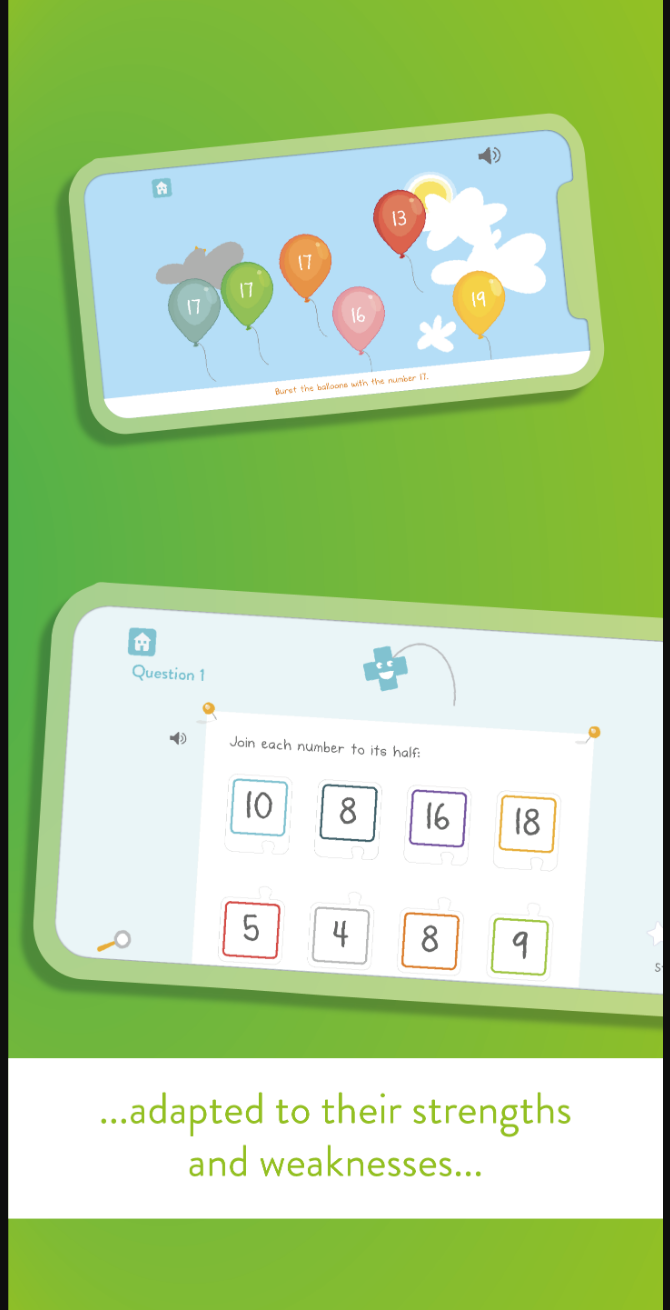 13
17
17
17
16
19
Burst the balloons with the number 17.
Question 1
Join each number to its half:
10 8 16 18
5 4 8 9
...adapted to their strengths
and weaknesses...